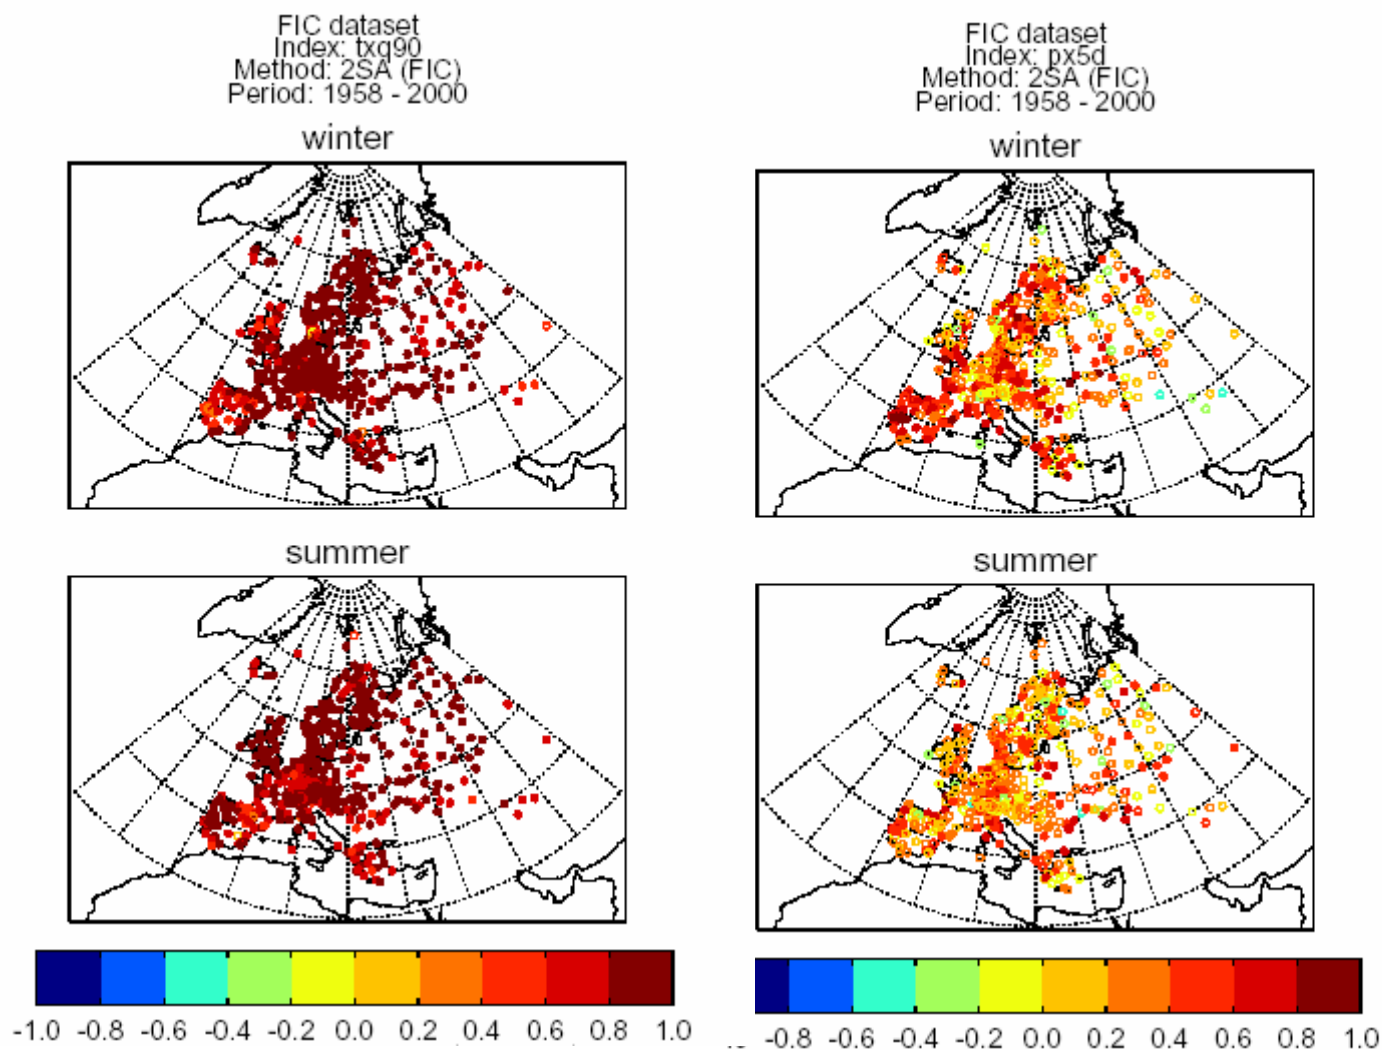 FIC dataset
Index: txq90
Method: 2SA (FIC)
Period: 1958 - 2000
winter
summer
-1.0 -0.8 -0.6 -0.4 -0.2 0.0 0.2 0.4 0.6 0.8 1.0
FIC dataset
Index: px5d
Method: 2SA (FIC)
Period: 1958 - 2000
winter
summer
-0.8 -0.6 -0.4 -0.2 0.0 0.2 0.4 0.6 0.8 1.0